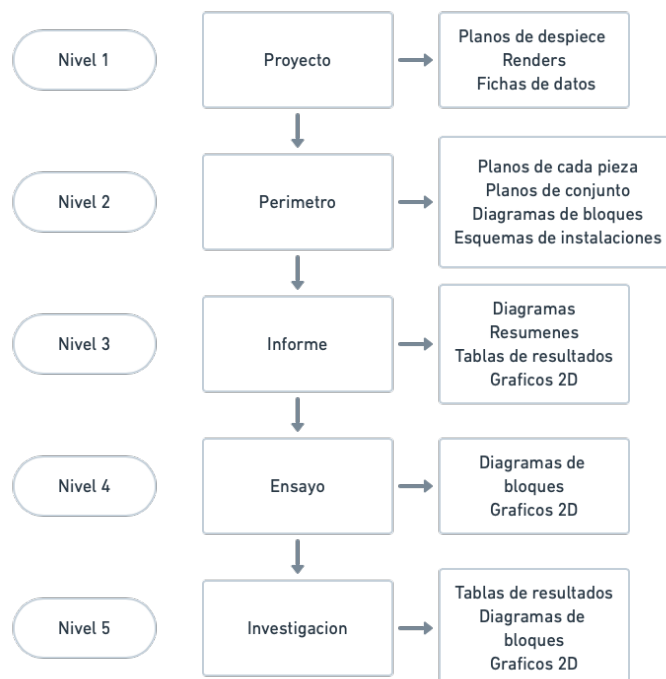 Nivel 1
Proyecto
Planos de despiece
Renders
Fichas de datos
Nivel 2
Perimetro
Planos de cada pieza
Planos de conjunto
Diagramas de bloques
Esquemas de instalaciones
Nivel 3
Informe
Diagramas
Resumenes
Tablas de resultados
Graficos 2D
Nivel 4
Ensayo
Diagramas de
bloques
Graficos 2D
Nivel 5
Investigacion
Tablas de resultados
Diagramas de
bloques
Graficos 2D